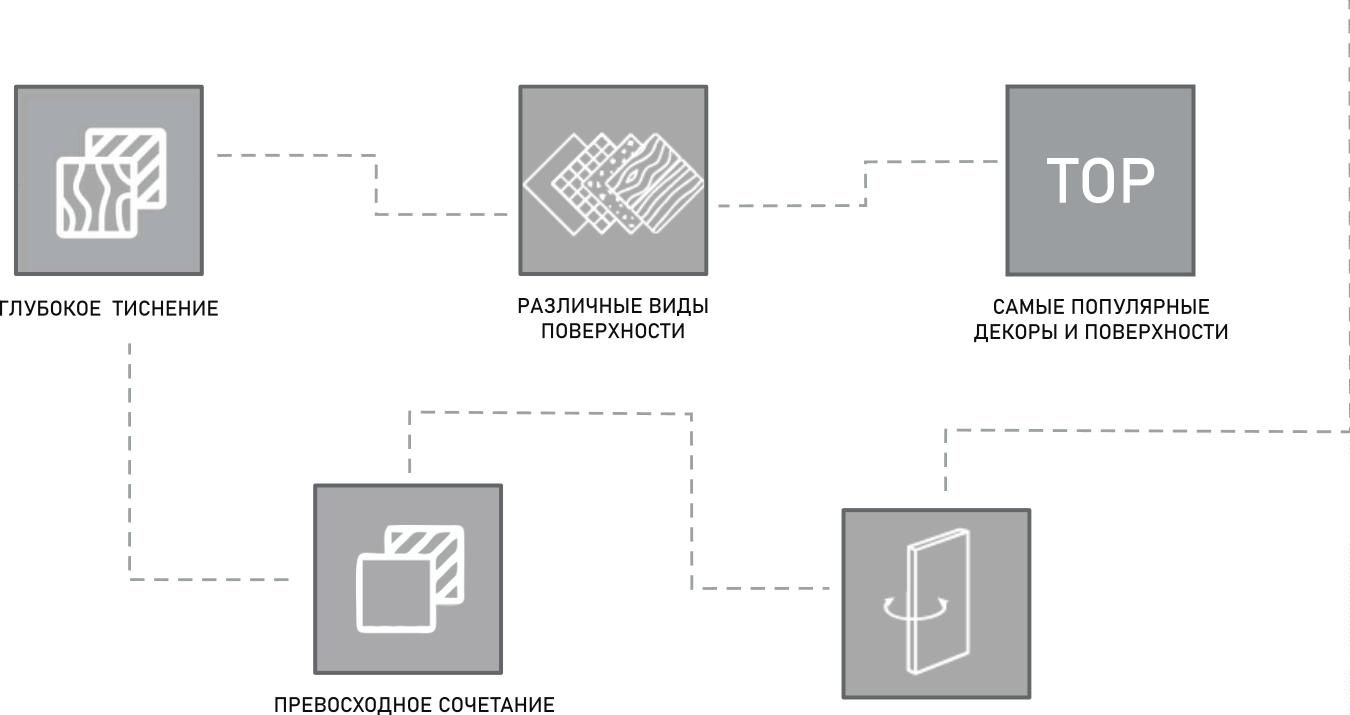 TOP
ГЛУБОКОЕ ТИСНЕНИЕ
РАЗЛИЧНЫЕ ВИДЫ
ПОВЕРХНОСТИ
САМЫЕ ПОПУЛЯРНЫЕ
ДЕКОРЫ И ПОВЕРХНОСТИ
ПРЕВОСХОДНОЕ СОЧЕТАНИЕ